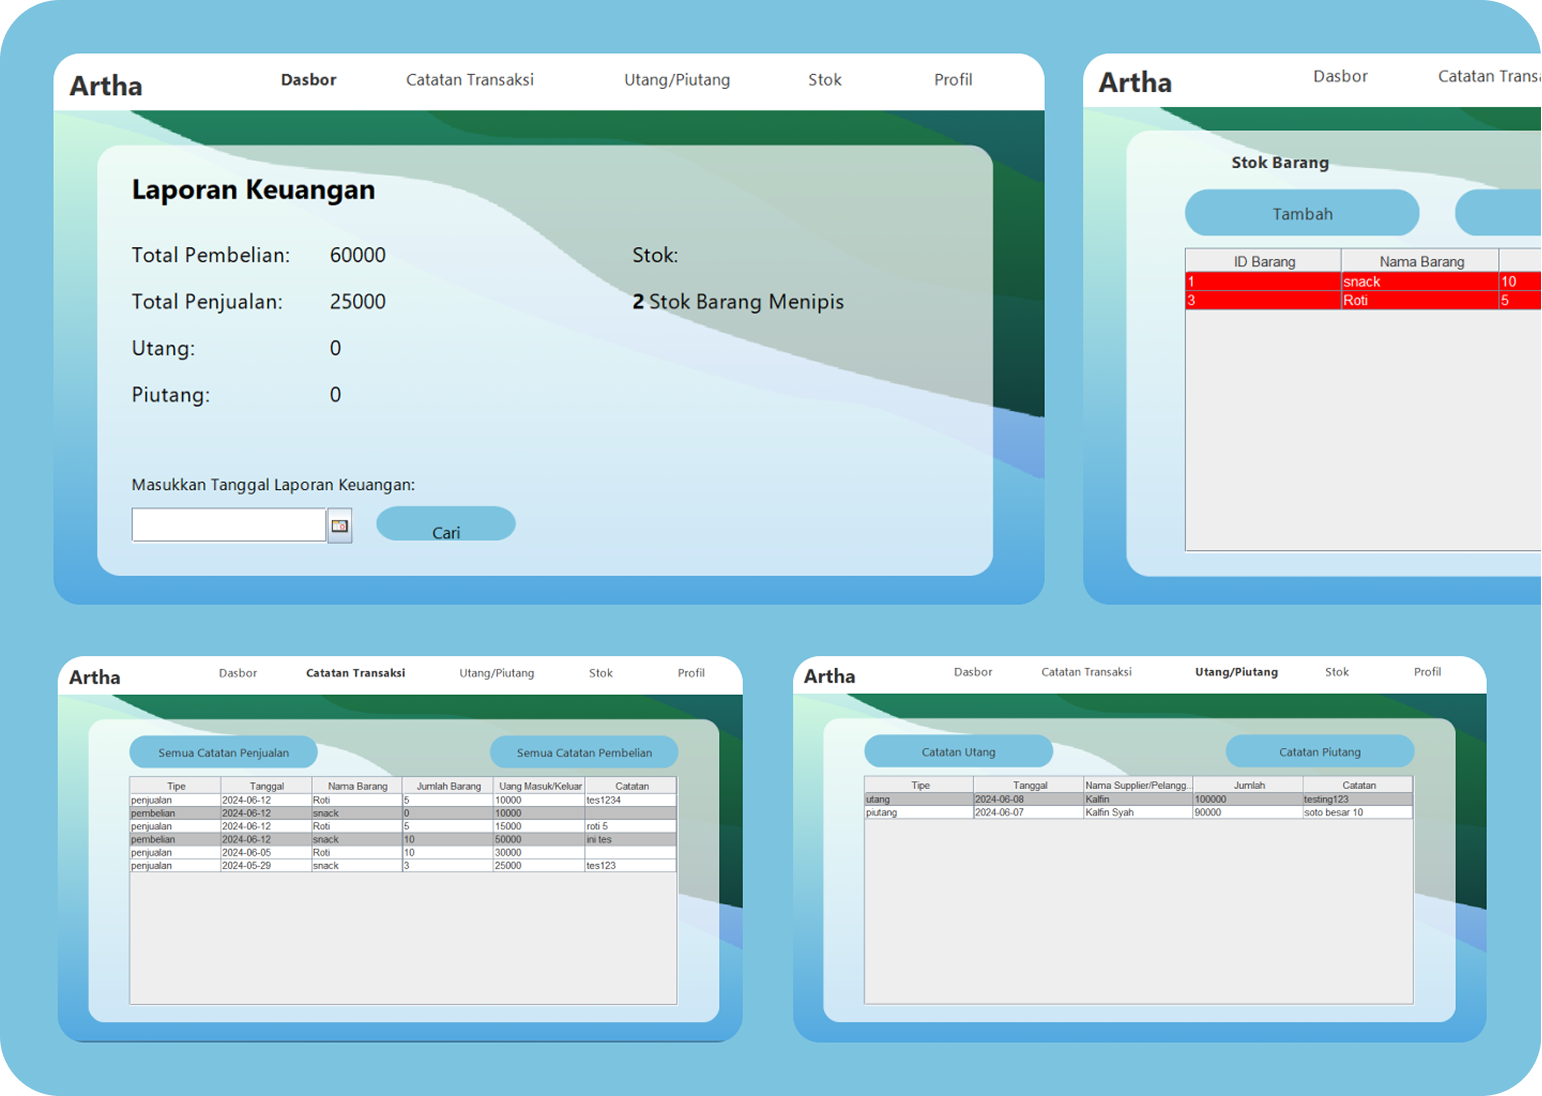 Artha Dasbor Catatan Transaksi Utang/Piutang Stok Profil
Laporan Keuangan
Total Pembelian: 60000
Total Penjualan: 25000
Utang: 0
Piutang: 0
Stok:
2 Stok Barang Menipis
Masukkan Tanggal Laporan Keuangan:
Cari
Artha Dasbor Catatan
Stok Barang
Tambah
ID Barang Nama Barang
1 snack 10
3 Roti 5
Artha Dasbor Catatan Transaksi Utang/Piutang Stok Profil
Semua Catatan Penjualan Semua Catatan Pembelian
Tipe Tanggal Nama Barang Jumlah Barang Uang Masuk/Keluar Catatan
penjualan 2024-06-12 Roti 5 10000 tes1234
pembelian 2024-06-12 snack 0 10000
penjualan 2024-06-12 Roti 5 15000 roti 5
pembelian 2024-06-12 snack 10 50000 ini tes
penjualan 2024-06-05 Roti 10 30000
penjualan 2024-05-29 snack 3 25000 tes123
Artha Dasbor Catatan Transaksi Utang/Piutang Stok Profil
Catatan Utang Catatan Piutang
Tipe Tanggal Nama Supplier/Pelangg... Jumlah Catatan
utang 2024-06-08 Kalfin 100000 testing123
piutang 2024-06-07 Kalfin Syah 90000 soto besar 10